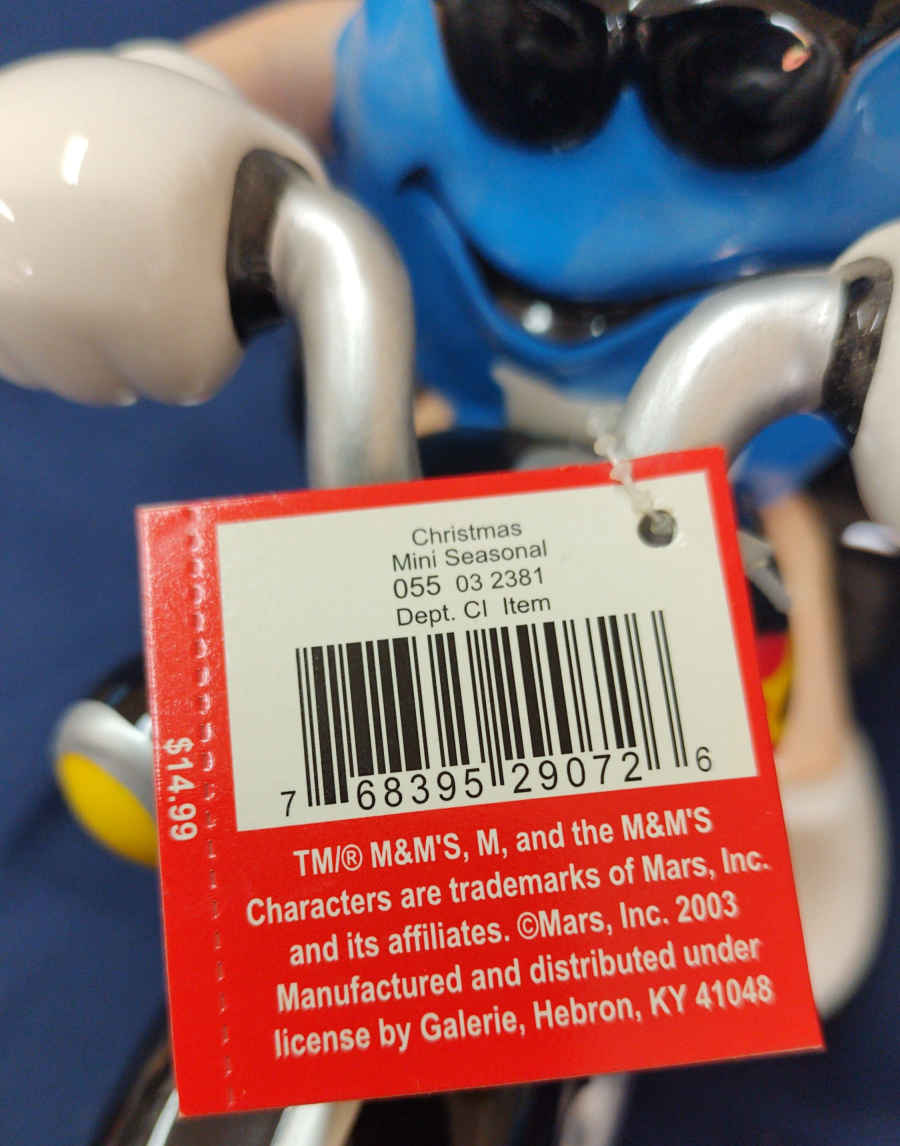 Christmas
Mini Seasonal
055 03 2381
Dept. Cl Item
7 68395 29072 6
$14.99
TM/® M&M'S, M, and the M&M'S
Characters are trademarks of Mars, Inc.
and its affiliates. ©Mars, Inc. 2003
Manufactured and distributed under
license by Galerie, Hebron, KY 41048